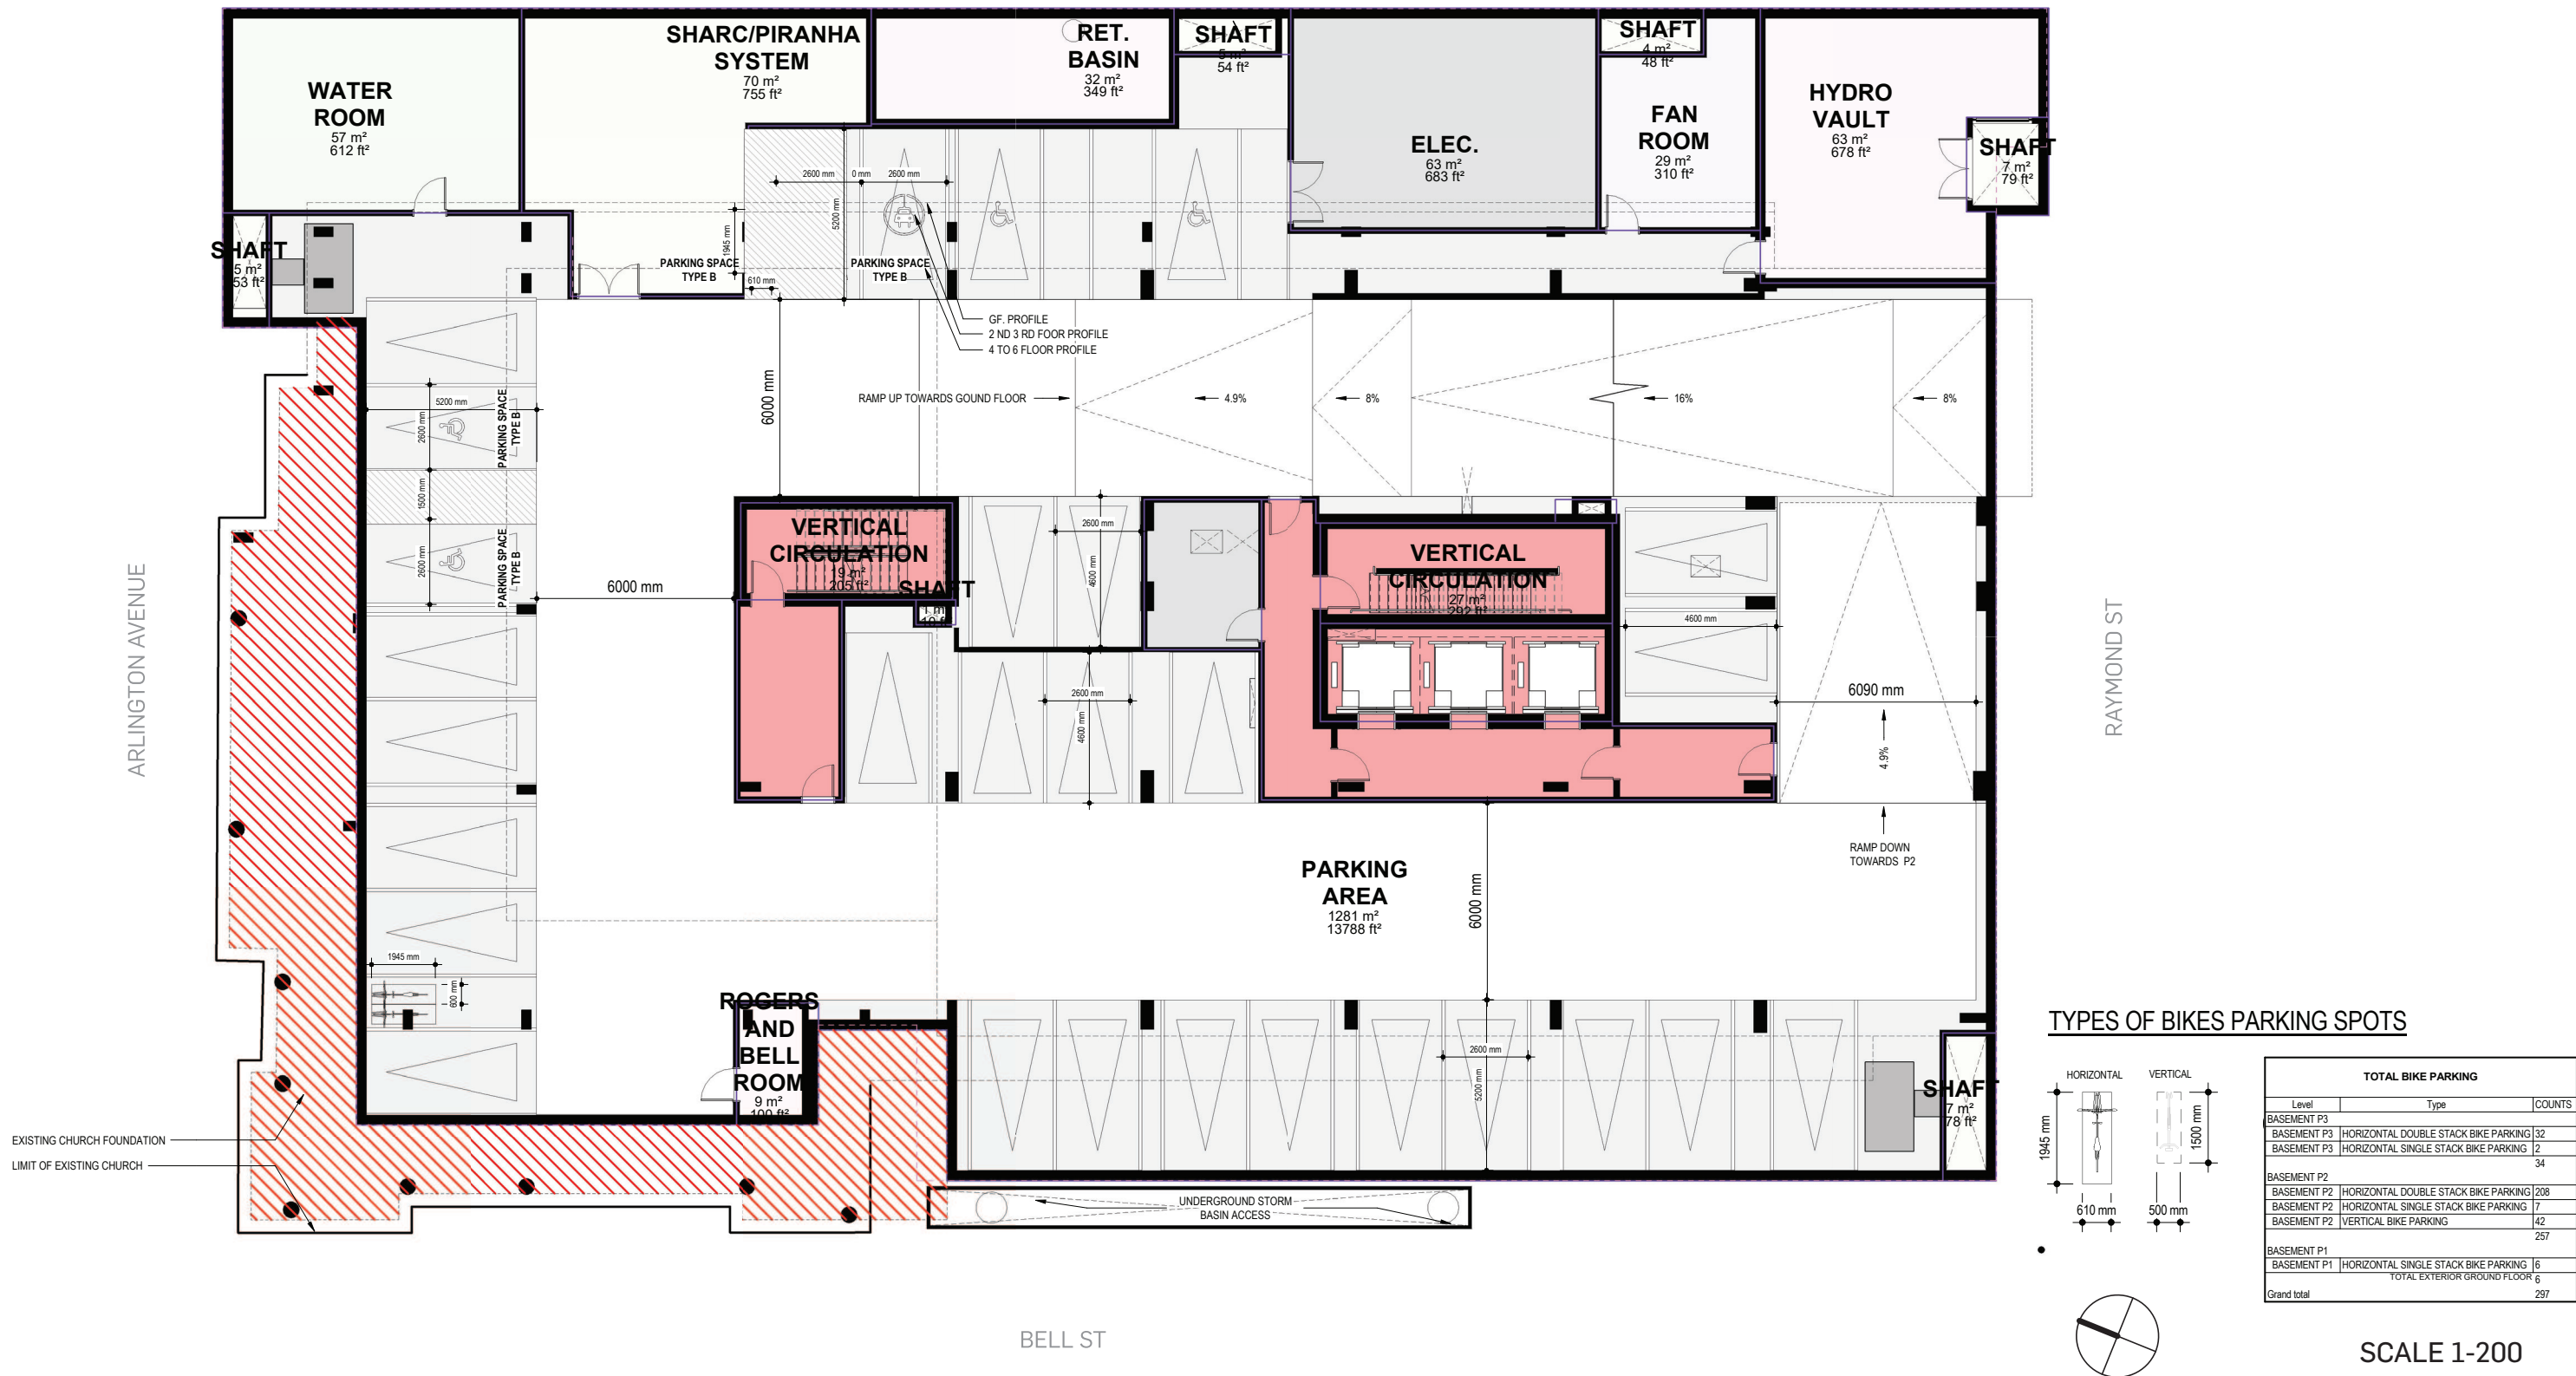 SHARC/PIRANHA
SYSTEM
70 m²
755 ft²
RET.
BASIN
32 m²
349 ft²
SHAFT
5 m²
54 ft²
SHAFT
4 m²
48 ft²
WATER
ROOM
57 m²
612 ft²
ELEC.
63 m²
683 ft²
FAN
ROOM
29 m²
310 ft²
HYDRO
VAULT
63 m²
678 ft²
SHAFT
7 m²
79 ft²
2600 mm
0 mm
2600 mm
5200 mm
1945 mm
SHAFT
5 m²
53 ft²
PARKING SPACE
TYPE B
PARKING SPACE
TYPE B
610 mm
GF. PROFILE
2 ND 3 RD FOOR PROFILE
4 TO 6 FLOOR PROFILE
6000 mm
RAMP UP TOWARDS GOUND FLOOR
4.9%
8%
16%
8%
5200 mm
2600 mm
PARKING SPACE
TYPE B
1500 mm
2600 mm
PARKING SPACE
TYPE B
6000 mm
VERTICAL
CIRCULATION
19 m²
205 ft²
SHAFT
1 m²
2600 mm
4600 mm
VERTICAL
CIRCULATION
27 m²
292 ft²
4600 mm
2600 mm
4600 mm
6090 mm
4.9%
ARLINGTON AVENUE
RAYMOND ST
RAMP DOWN
TOWARDS P2
PARKING
AREA
1281 m²
13788 ft²
6000 mm
1945 mm
600 mm
ROGERS
AND
BELL
ROOM
9 m²
100 ft²
2600 mm
5200 mm
SHAFT
7 m²
78 ft²
EXISTING CHURCH FOUNDATION
LIMIT OF EXISTING CHURCH
UNDERGROUND STORM
BASIN ACCESS
BELL ST
TYPES OF BIKES PARKING SPOTS
HORIZONTAL
VERTICAL
1945 mm
1500 mm
610 mm
500 mm
TOTAL BIKE PARKING
Level Type COUNTS
BASEMENT P3
BASEMENT P3 HORIZONTAL DOUBLE STACK BIKE PARKING 32
BASEMENT P3 HORIZONTAL SINGLE STACK BIKE PARKING 2
34
BASEMENT P2
BASEMENT P2 HORIZONTAL DOUBLE STACK BIKE PARKING 208
BASEMENT P2 HORIZONTAL SINGLE STACK BIKE PARKING 7
BASEMENT P2 VERTICAL BIKE PARKING 42
257
BASEMENT P1
BASEMENT P1 HORIZONTAL SINGLE STACK BIKE PARKING 6
TOTAL EXTERIOR GROUND FLOOR 6
Grand total 297
SCALE 1-200